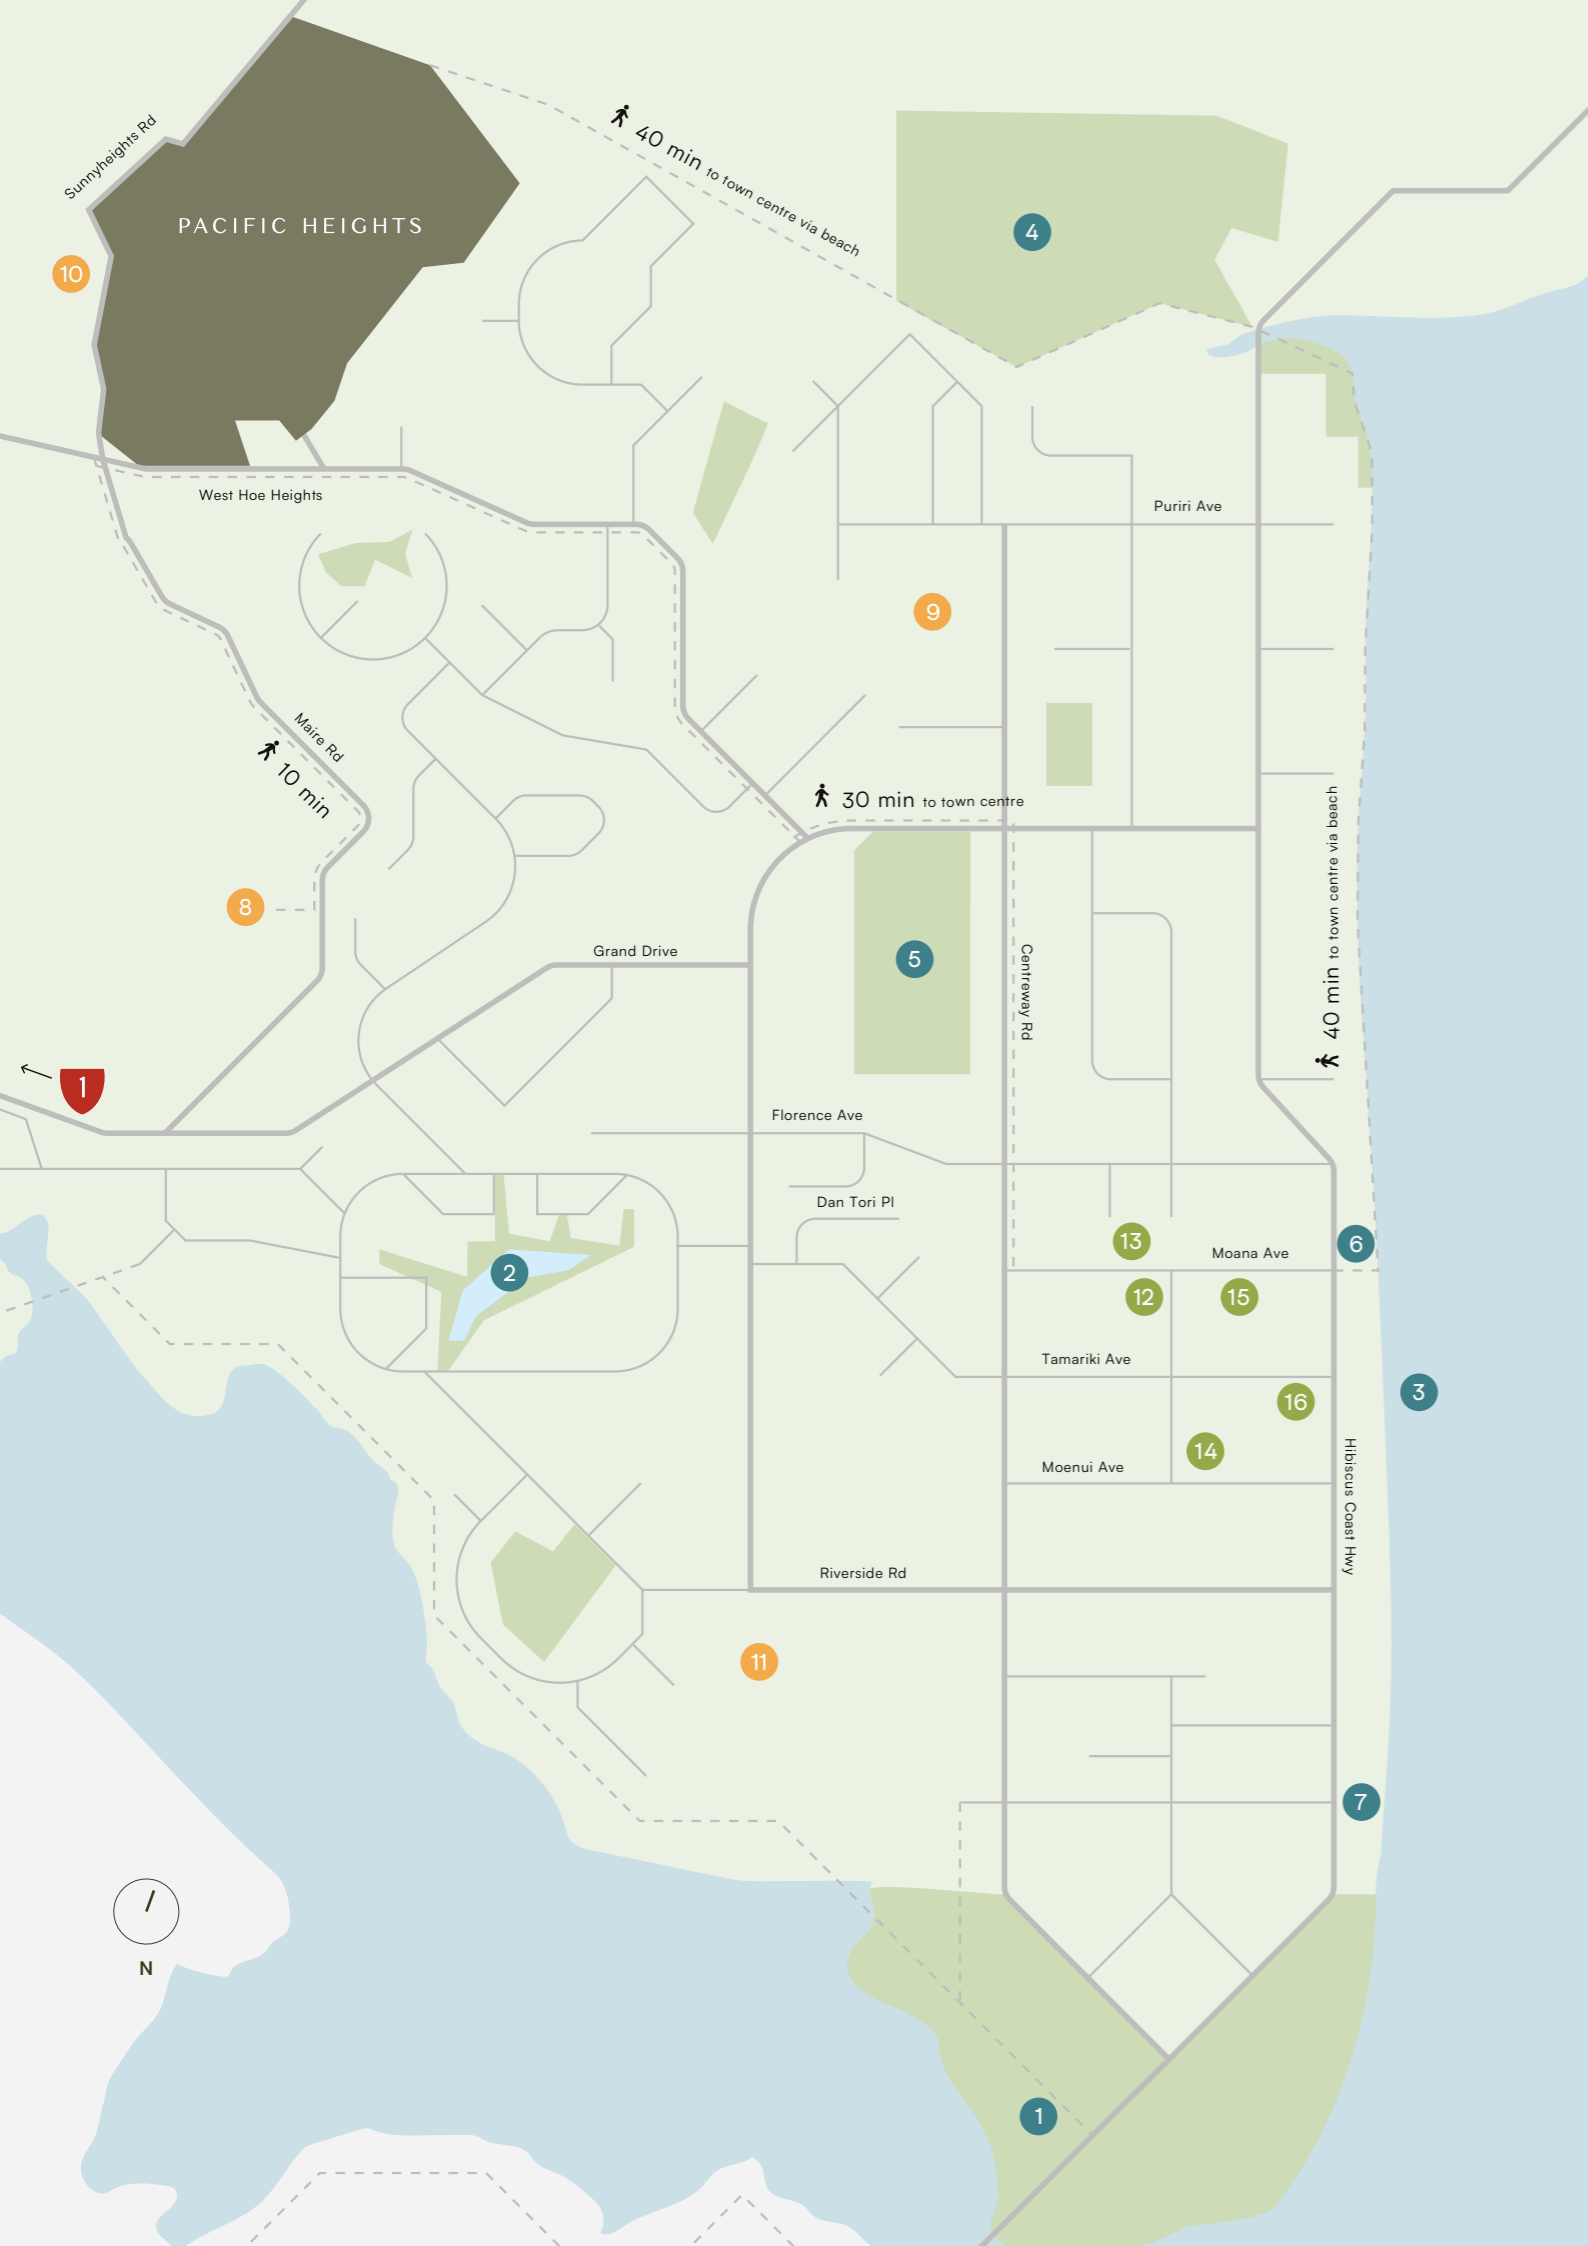 40 min to town centre via beach
Sunnyheights Rd
PACIFIC HEIGHTS
4
10
West Hoe Heights
Puriri Ave
9
Maire Rd
10 min
30 min to town centre
40 min to town centre via beach
8
Grand Drive
5
Centreway Rd
1
Florence Ave
Dan Tori Pl
13
Moana Ave
6
2
12
15
Tamariki Ave
3
16
14
Moenui Ave
Hibiscus Coast Hwy
Riverside Rd
11
7
N
1